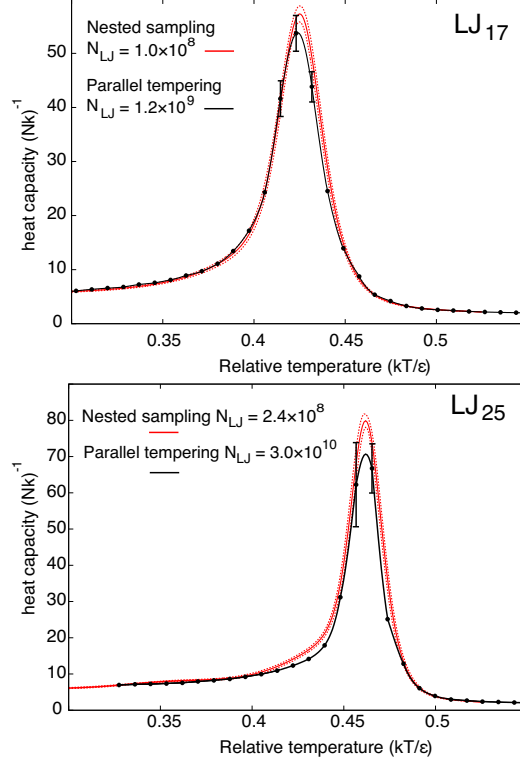 LJ17
Nested sampling
N_LJ = 1.0×10^8
Parallel tempering
N_LJ = 1.2×10^9
60
50
40
30
20
10
0
heat capacity (Nk)^-1
0.35
0.4
0.45
0.5
Relative temperature (kT/ε)
LJ25
Nested sampling N_LJ = 2.4×10^8
Parallel tempering N_LJ = 3.0×10^10
80
70
60
50
40
30
20
10
0
heat capacity (Nk)^-1
0.35
0.4
0.45
0.5
Relative temperature (kT/ε)